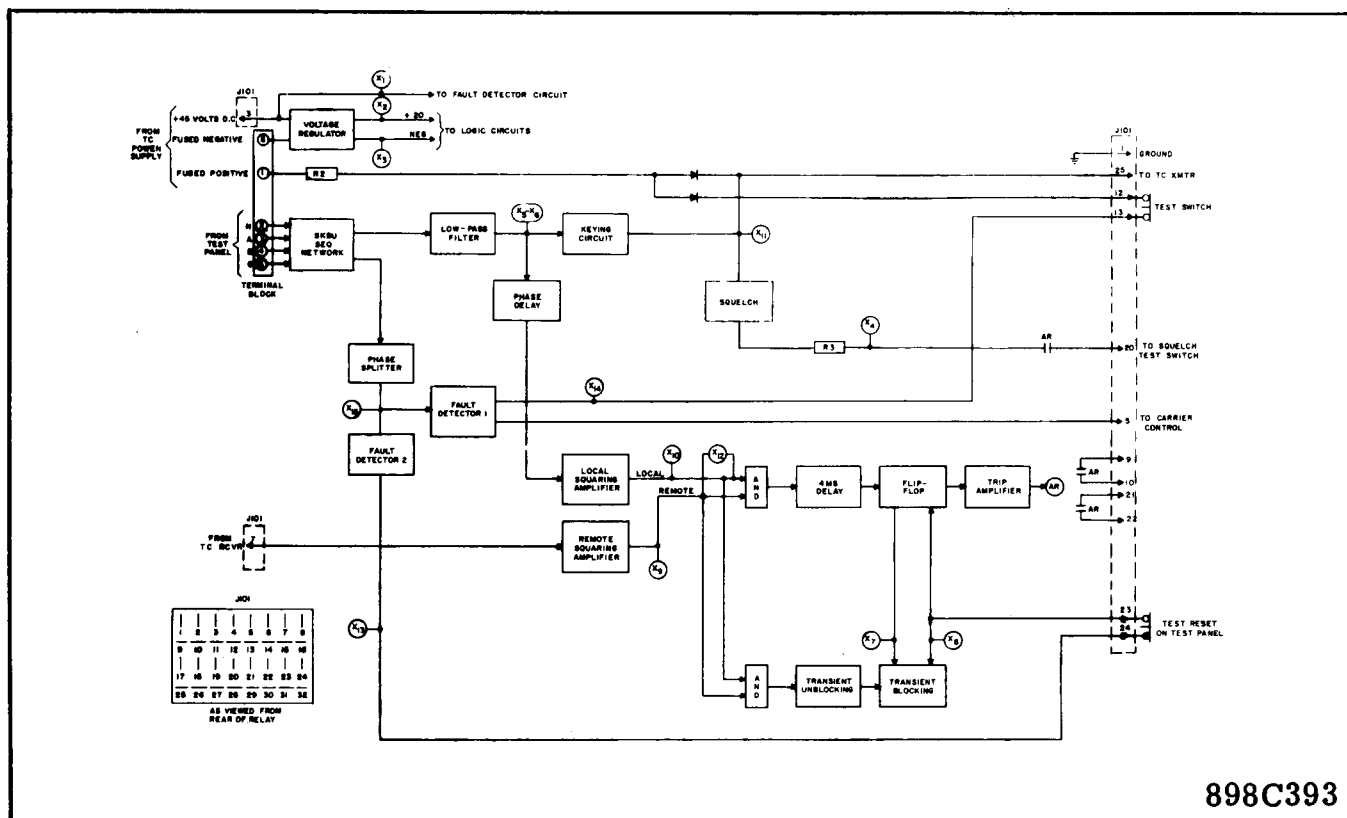 J101
X1
TO FAULT DETECTOR CIRCUIT
X2
+45 VOLTS D.C.
3
VOLTAGE
REGULATOR
+ 20
NEG
TO LOGIC CIRCUITS
FROM
TC
POWER
SUPPLY
FUSED NEGATIVE
X3
FUSED POSITIVE
1
R2
J101
1
GROUND
25
TO TC XMTR
12
TEST SWITCH
13
FROM
TEST
PANEL
N
A
TERMINAL
BLOCK
SKBU
SEQ
NETWORK
LOW-PASS
FILTER
X5-X6
KEYING
CIRCUIT
X11
PHASE
DELAY
SQUELCH
R3
X4
AR
20
TO SQUELCH
TEST SWITCH
PHASE
SPLITTER
X14
FAULT
DETECTOR 1
5
TO CARRIER
CONTROL
FAULT
DETECTOR 2
LOCAL
SQUARING
AMPLIFIER
LOCAL
X10
X12
REMOTE
AND
4MS
DELAY
FLIP-
FLOP
TRIP
AMPLIFIER
AR
AR
9
10
AR
21
22
FROM
TC RCVR
J101
7
REMOTE
SQUARING
AMPLIFIER
X9
X13
X7
X8
AND
TRANSIENT
UNBLOCKING
TRANSIENT
BLOCKING
23
24
TEST RESET
ON TEST PANEL
J101
1 2 3 4 5 6 7 8
9 10 11 12 13 14 15 16
17 18 19 20 21 22 23 24
25 26 27 28 29 30 31 32
AS VIEWED FROM
REAR OF RELAY
898C393